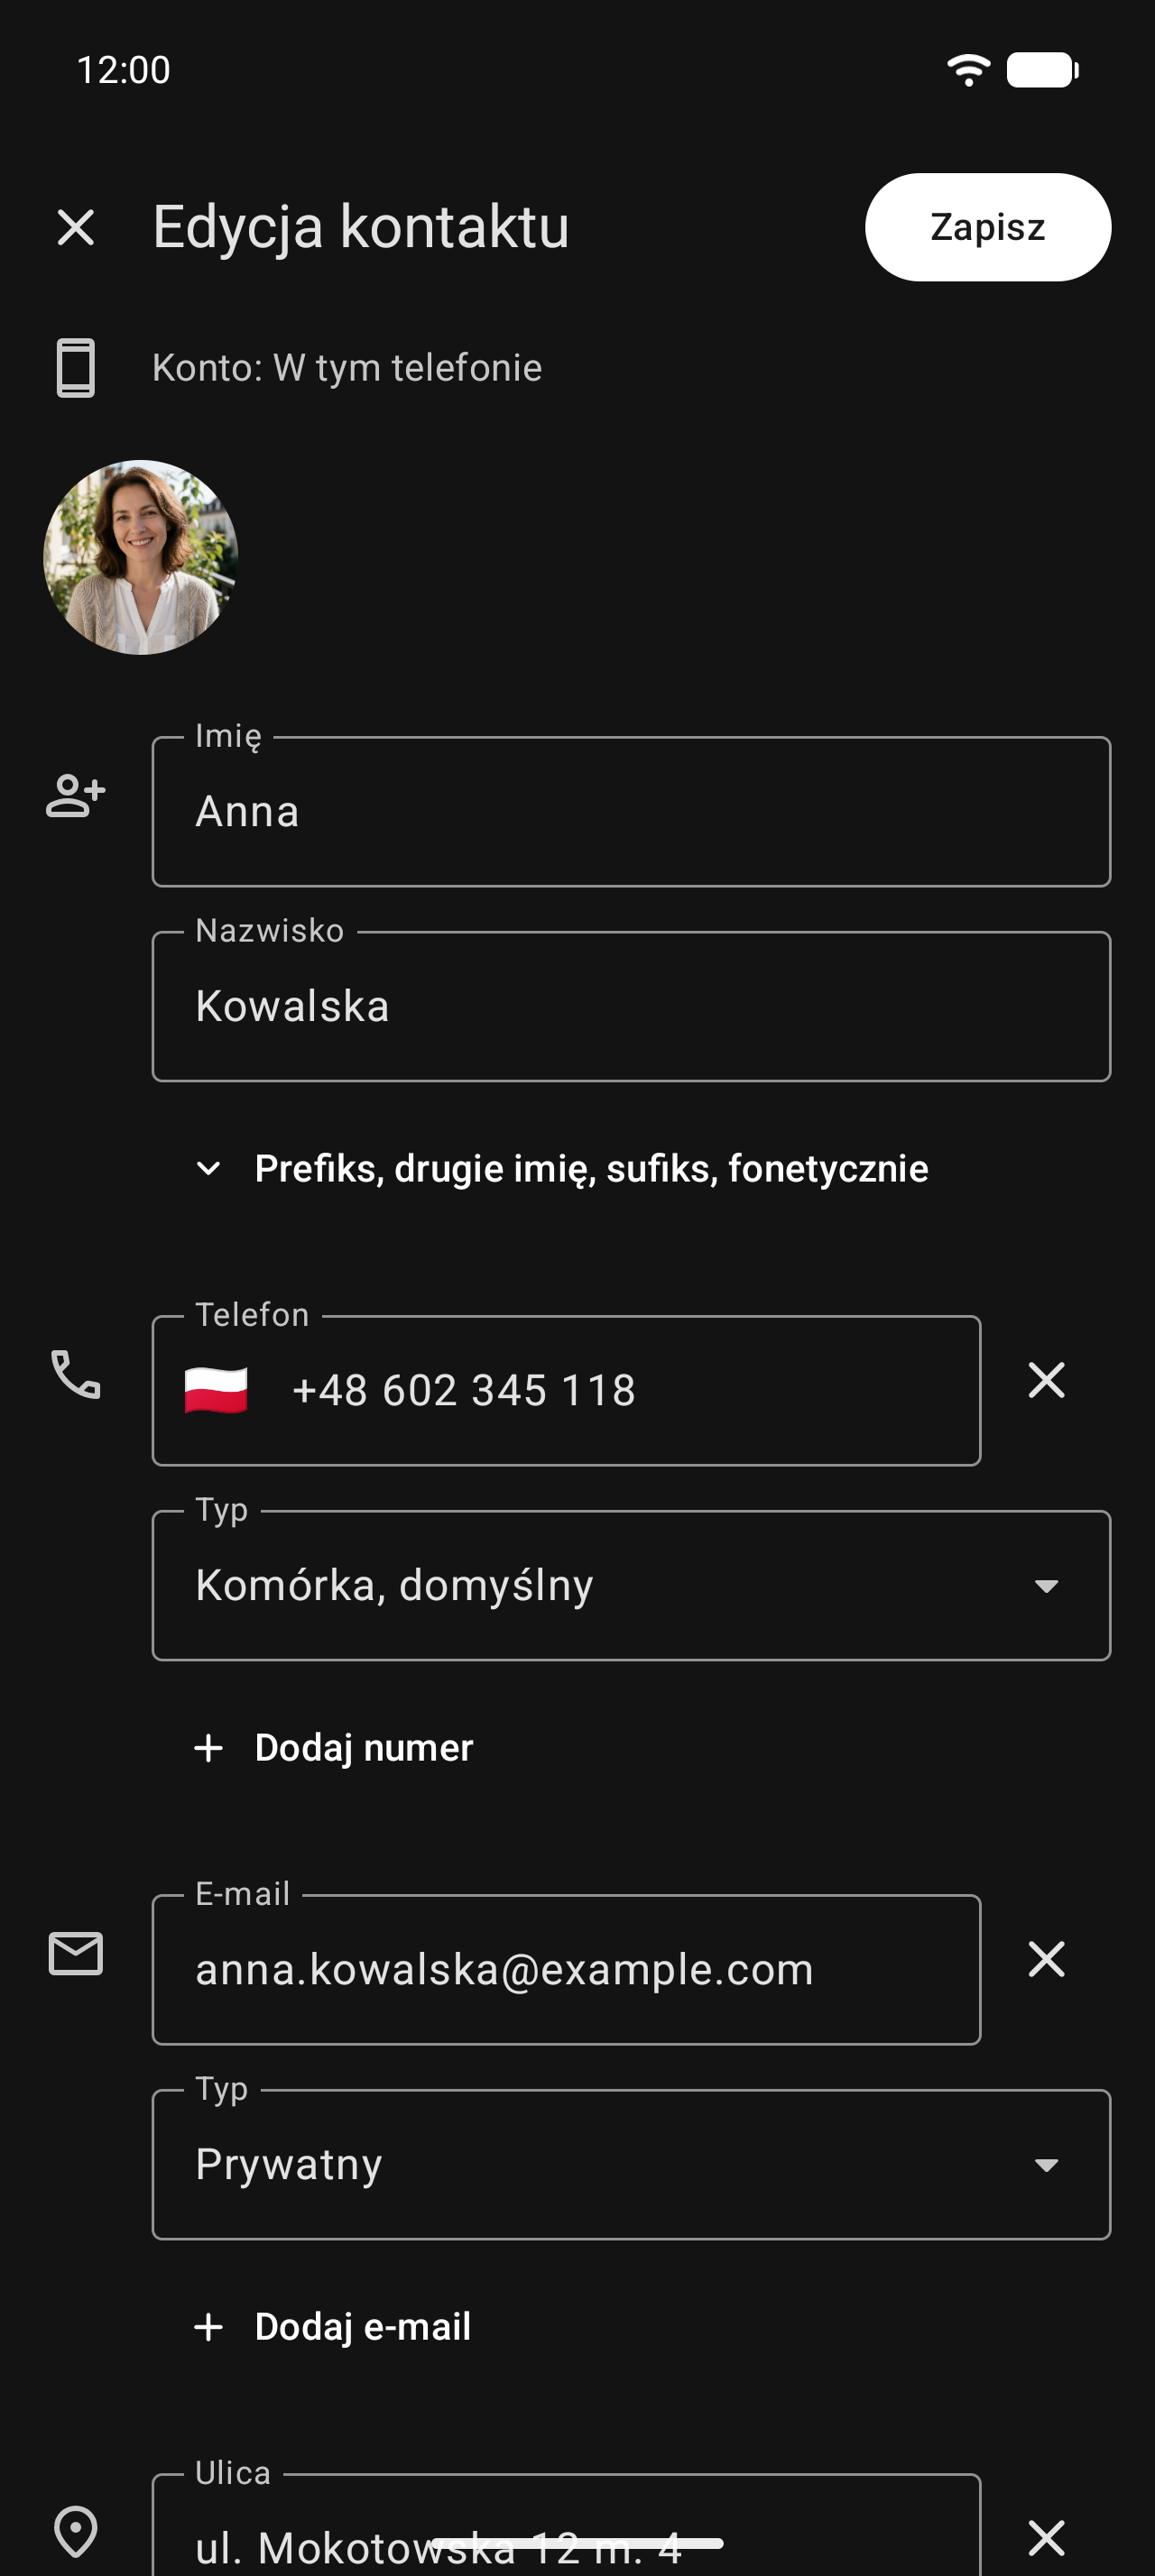 12:00
Edycja kontaktu
Zapisz
Konto: W tym telefonie
Imię
Anna
Nazwisko
Kowalska
Prefiks, drugie imię, sufiks, fonetycznie
Telefon
+48 602 345 118
Typ
Komórka, domyślny
Dodaj numer
E-mail
anna.kowalska@example.com
Typ
Prywatny
Dodaj e-mail
Ulica
ul. Mokotowska 12 m. 4